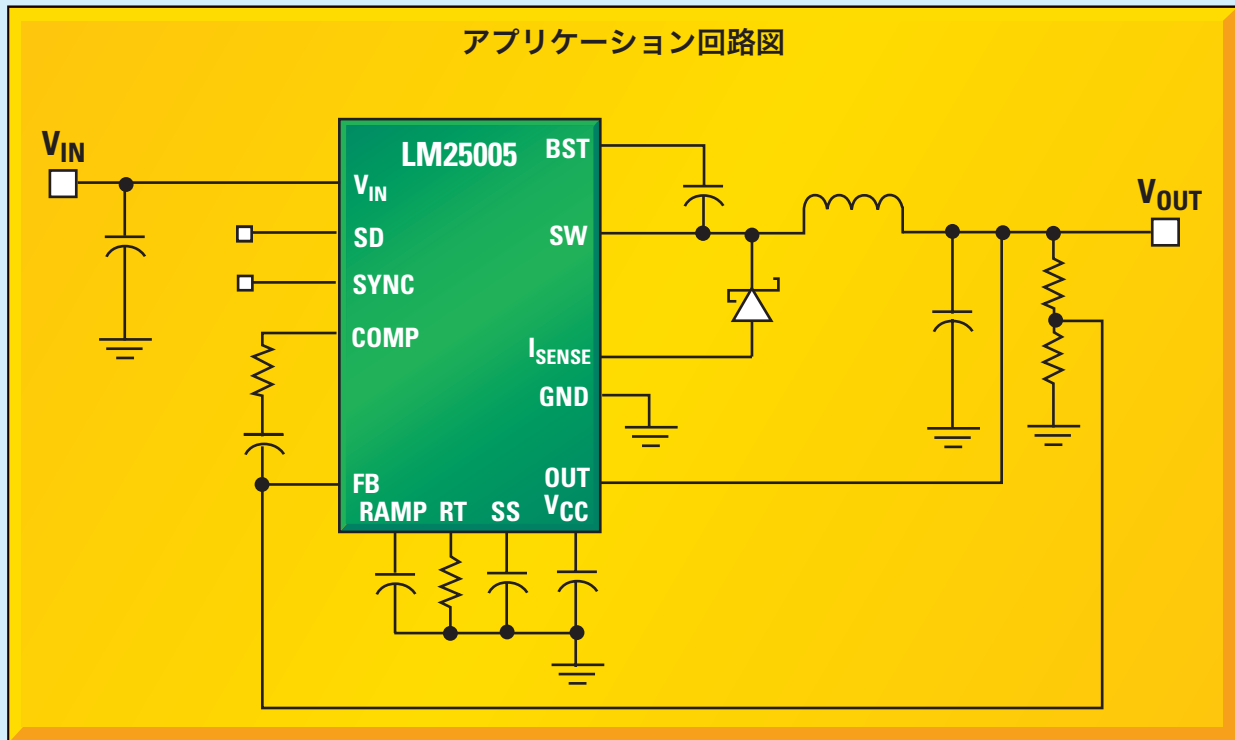 アプリケーション回路図
VIN
LM25005
BST
VIN
VOUT
SD
SW
SYNC
COMP
ISENSE
GND
FB
OUT
RAMP RT SS VCC